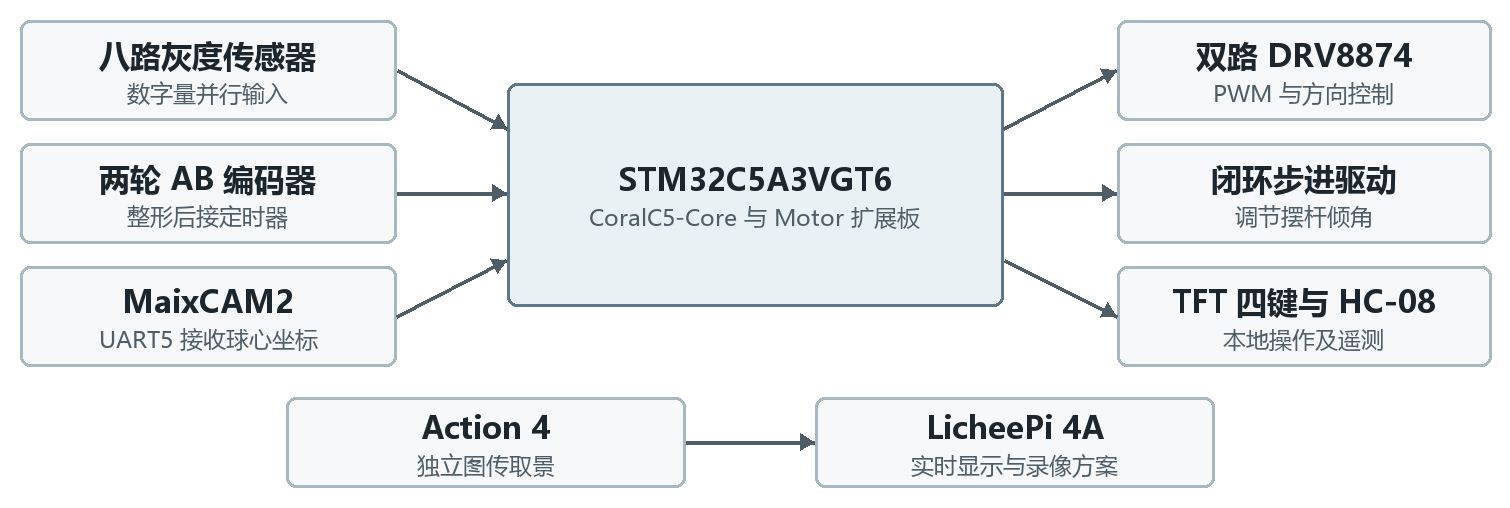 八路灰度传感器
数字量并行输入
两轮 AB 编码器
整形后接定时器
MaixCAM2
UART5 接收球心坐标
STM32C5A3VGT6
CoralC5-Core 与 Motor 扩展板
双路 DRV8874
PWM 与方向控制
闭环步进驱动
调节摆杆倾角
TFT 四键与 HC-08
本地操作及遥测
Action 4
独立图传取景
LicheePi 4A
实时显示与录像方案